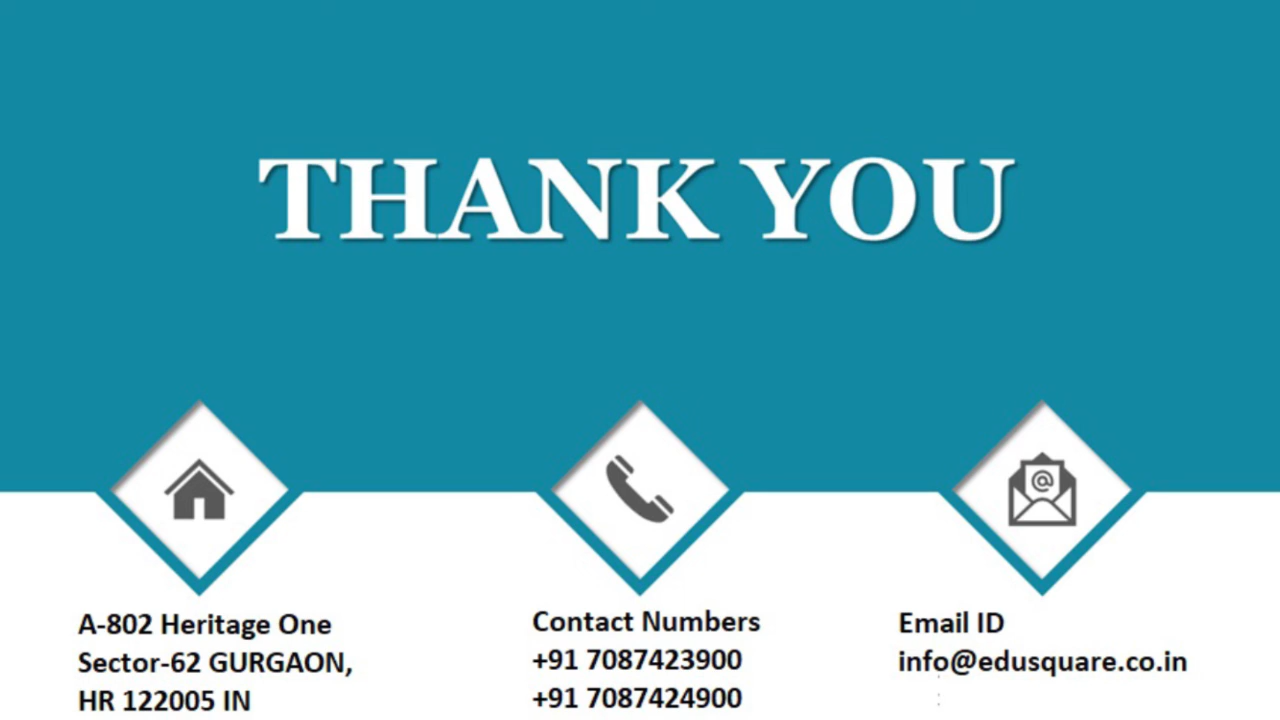 THANK YOU
A-802 Heritage One
Sector-62 GURGAON,
HR 122005 IN
Contact Numbers
+91 7087423900
+91 7087424900
Email ID
info@edusquare.co.in